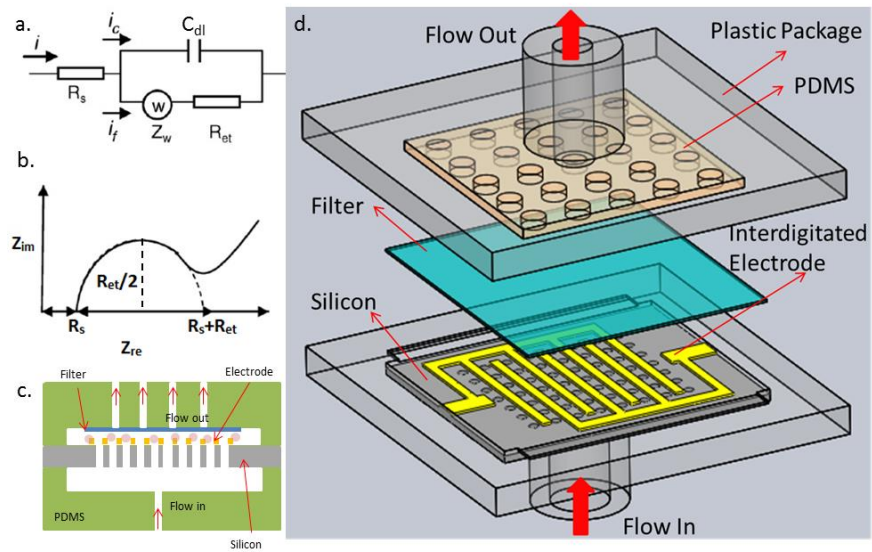 a.
i
i_c
C_dl
R_s
W
i_f
Z_w
R_et
b.
Z_im
R_et/2
R_s
R_s+R_et
Z_re
c.
Filter
Electrode
Flow out
Flow in
PDMS
Silicon
d.
Flow Out
Plastic Package
PDMS
Filter
Interdigitated
Electrode
Silicon
Flow In